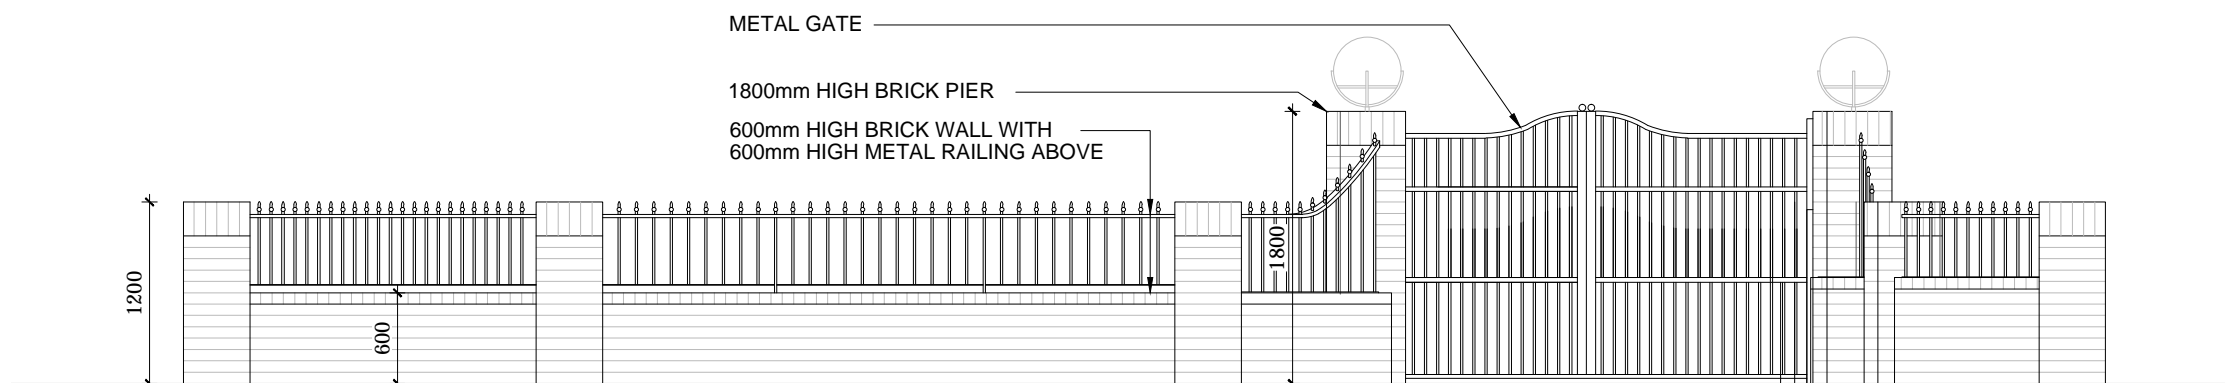 METAL GATE
1800mm HIGH BRICK PIER
600mm HIGH BRICK WALL WITH
600mm HIGH METAL RAILING ABOVE
1200
600
1800